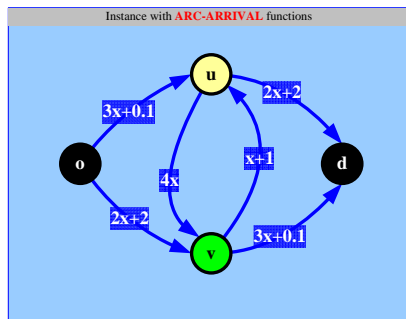 Instance with ARC-ARRIVAL functions
u
3x+0.1
2x+2
o
4x
x+1
d
2x+2
3x+0.1
v